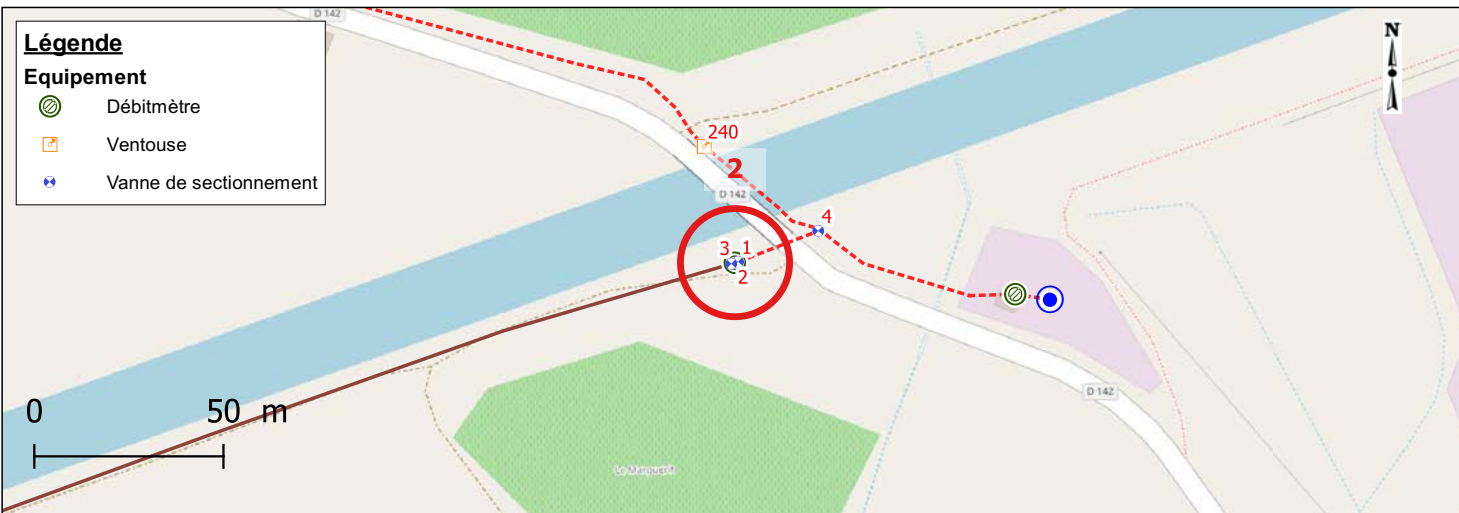 D 142
Légende
Equipement
Débitmètre
Ventouse
Vanne de sectionnement
N
240
2
D 142
4
3 1
2
0 50 m
D 142
Le Marquerit